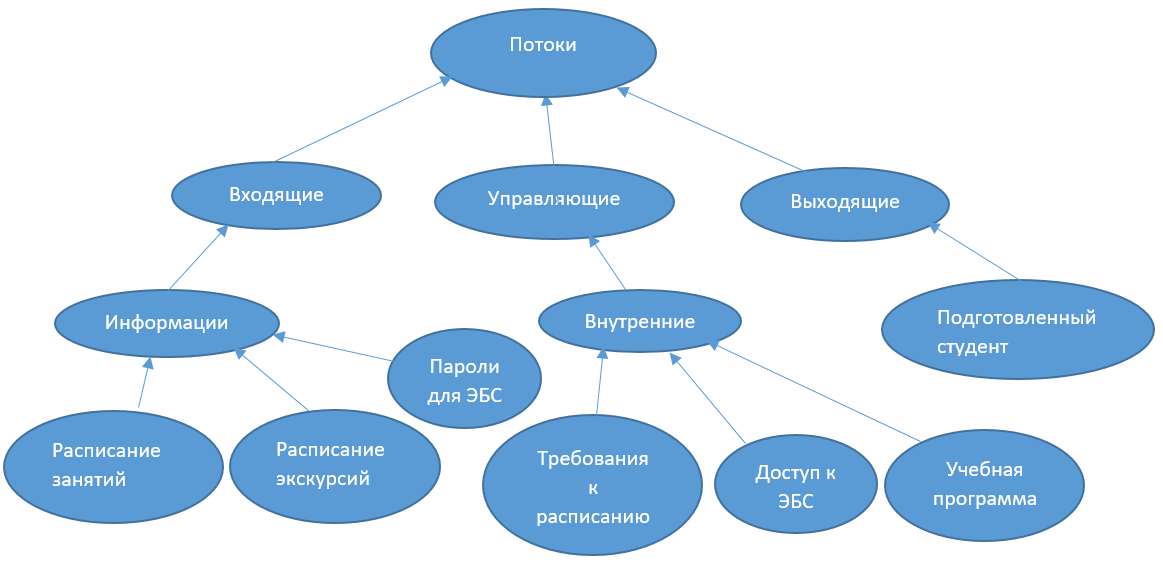 Потоки
Входящие
Управляющие
Выходящие
Информации
Внутренние
Подготовленный
студент
Пароли
для ЭБС
Расписание
занятий
Расписание
экскурсий
Требования
к
расписанию
Доступ к
ЭБС
Учебная
программа